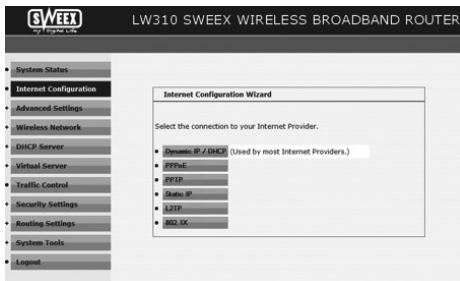 SWEEX
my Digital Life
LW310 SWEEX WIRELESS BROADBAND ROUTER
System Status
Internet Configuration
Advanced Settings
Wireless Network
DHCP Server
Virtual Server
Traffic Control
Security Settings
Routing Settings
System Tools
Logout
Internet Configuration Wizard
Select the connection to your Internet Provider.
Dynamic IP / DHCP (Used by most Internet Providers.)
PPPoE
PPTP
Static IP
L2TP
802.1X